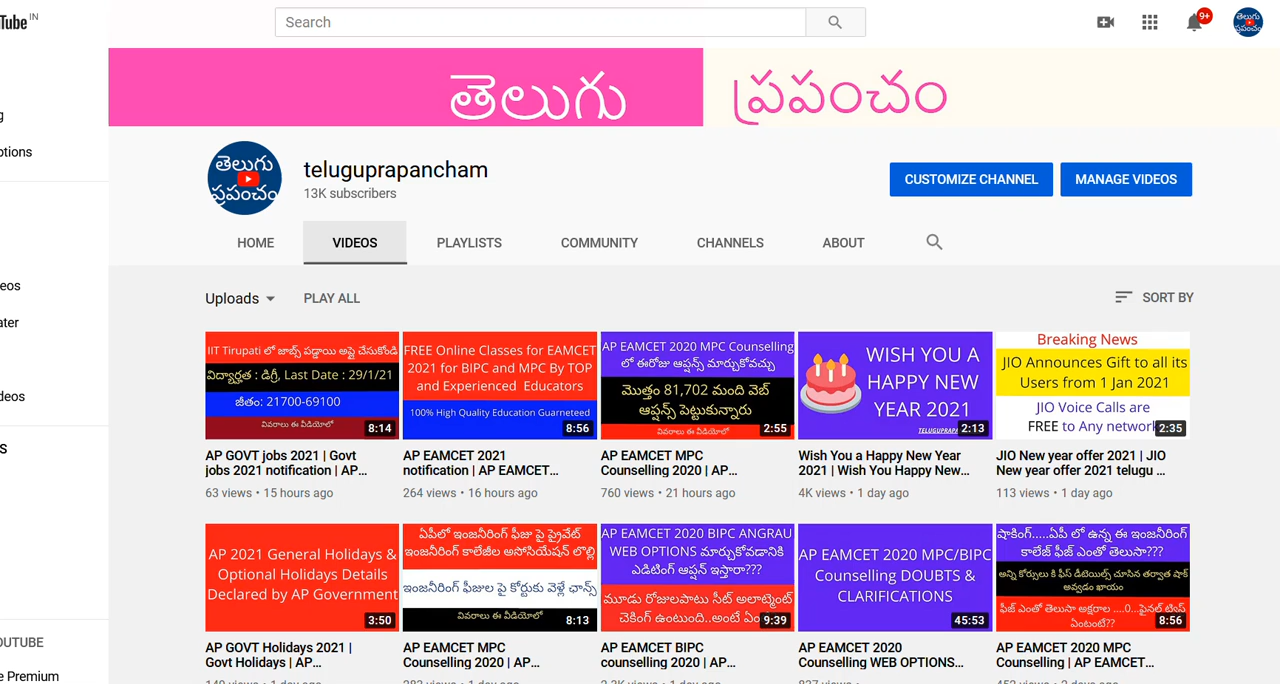 Tube IN
Search
9+
తెలుగు ప్రపంచం
తెలుగు
ప్రపంచం
తెలుగు
ప్రపంచం
teluguprapancham
13K subscribers
CUSTOMIZE CHANNEL
MANAGE VIDEOS
HOME
VIDEOS
PLAYLISTS
COMMUNITY
CHANNELS
ABOUT
Uploads
PLAY ALL
SORT BY
IIT Tirupati లో జాబ్స్ పడ్డాయి అప్లై చేసుకోండి
విద్యార్హత : డిగ్రీ, Last Date : 29/1/21
జీతం: 21700-69100
వివరాలు ఈ వీడియోలో
8:14
AP GOVT jobs 2021 | Govt
jobs 2021 notification | AP...
63 views • 15 hours ago
FREE Online Classes for EAMCET
2021 for BIPC and MPC By TOP
and Experienced Educators
100% High Quality Education Guarneteed
8:56
AP EAMCET 2021
notification | AP EAMCET...
264 views • 16 hours ago
AP EAMCET 2020 MPC Counselling
లో ఈరోజు ఆప్షన్స్ మార్చుకోవచ్చు
మొత్తం 81,702 మంది వెబ్
ఆప్షన్స్ పెట్టుకున్నారు
వివరాలు ఈ వీడియోలో
2:55
AP EAMCET MPC
Counselling 2020 | AP...
760 views • 21 hours ago
WISH YOU A
HAPPY NEW
YEAR 2021
2:13
Wish You a Happy New Year
2021 | Wish You Happy New...
4K views • 1 day ago
Breaking News
JIO Announces Gift to all its
Users from 1 Jan 2021
JIO Voice Calls are
FREE to Any network
2:35
JIO New year offer 2021 | JIO
New year offer 2021 telugu ...
113 views • 1 day ago
AP 2021 General Holidays &
Optional Holidays Details
Declared by AP Government
3:50
AP GOVT Holidays 2021 |
Govt Holidays | AP...
ఏపీలో ఇంజనీరింగ్ ఫీజు పై ప్రైవేట్
ఇంజనీరింగ్ కాలేజీల అసోసియేషన్ లొల్లి
ఇంజనీరింగ్ ఫీజుల పై కోర్టుకు వెళ్లే ఛాన్స్
వివరాలు ఈ వీడియోలో
8:13
AP EAMCET MPC
Counselling 2020 | AP...
AP EAMCET 2020 BIPC ANGRAU
WEB OPTIONS మార్చుకోవడానికి
ఎడిటింగ్ ఆప్షన్ ఇస్తారా???
మూడు రోజులపాటు సీట్ అలాట్మెంట్
చెకింగ్ ఉంటుంది..అంటే
9:39
AP EAMCET BIPC
counselling 2020 | AP...
AP EAMCET 2020 MPC/BIPC
Counselling DOUBTS &
CLARIFICATIONS
45:53
AP EAMCET 2020
Counselling WEB OPTIONS...
షాకింగ్.....ఏపీ లో ఉన్న ఈ ఇంజనీరింగ్
కాలేజ్ ఫీజ్ ఎంతో తెలుసా???
అన్ని కోర్సులు కి ఫీస్ డీటెయిల్స్ చూసిన తర్వాత షాక్
అవ్వడం ఖాయం
ఫీజ్ ఎంతో తెలుసా అక్షరాల ....0...ఫైనల్ టింప్
ఏంటంటే??
8:56
AP EAMCET 2020 MPC
Counselling | AP EAMCET...